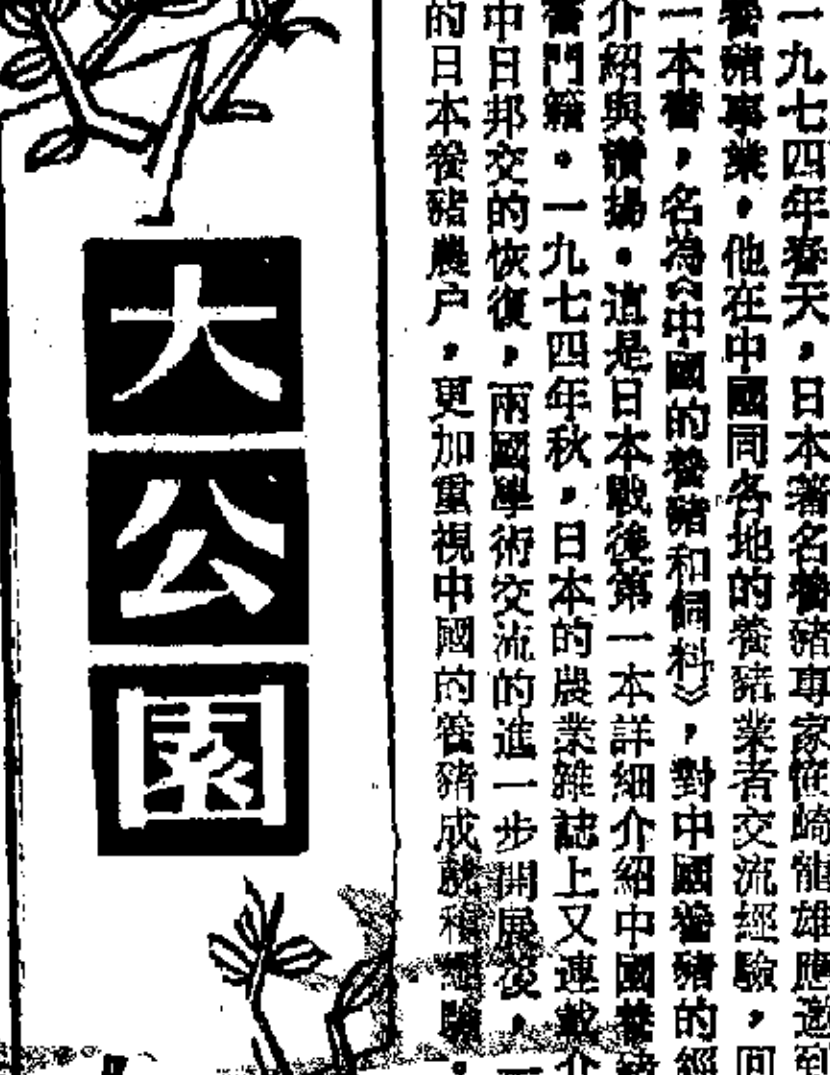 一九七四年春天，日本著名養豬專家笹崎龍雄應邀到
養豬專業，他在中國同各地的養豬業者交流經驗，回
一本書，名為《中國的養豬和飼料》，對中國養豬的經
介紹與讚揚。這是日本戰後第一本詳細介紹中國養豬
一九七四年秋，日本的農業雜誌上又連載介
中日邦交的恢復，兩國學術交流的進一步開展後，一
的日本養豬農户，更加重視中國的養豬成就和經驗。
大公園